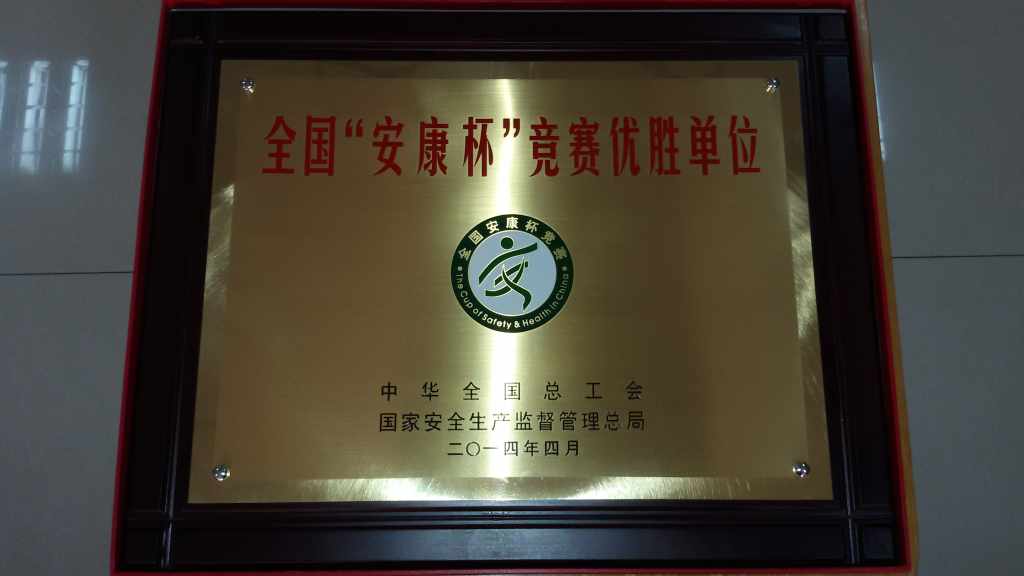 全国“安康杯”竞赛优胜单位
全国安康杯竞赛
The Cup of Safety & Health in China
中华全国总工会
国家安全生产监督管理总局
二〇一四年四月